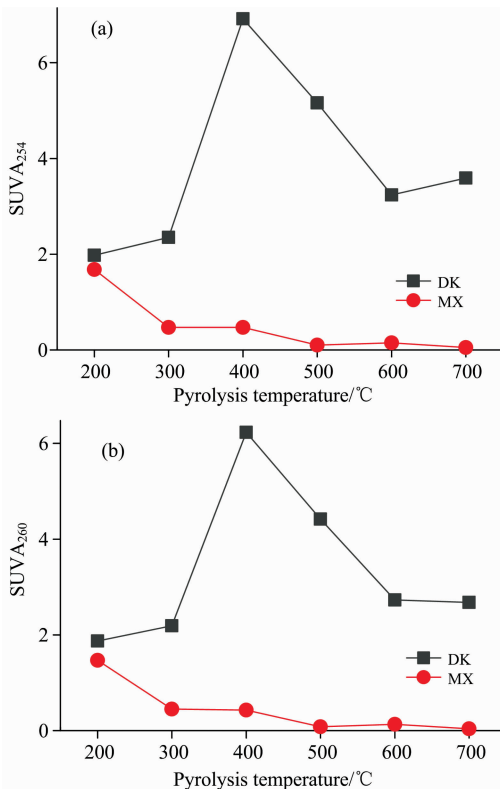 (a)
6
4
2
0
SUVA254
DK
MX
200 300 400 500 600 700
Pyrolysis temperature/℃
(b)
6
4
2
0
SUVA260
DK
MX
200 300 400 500 600 700
Pyrolysis temperature/℃